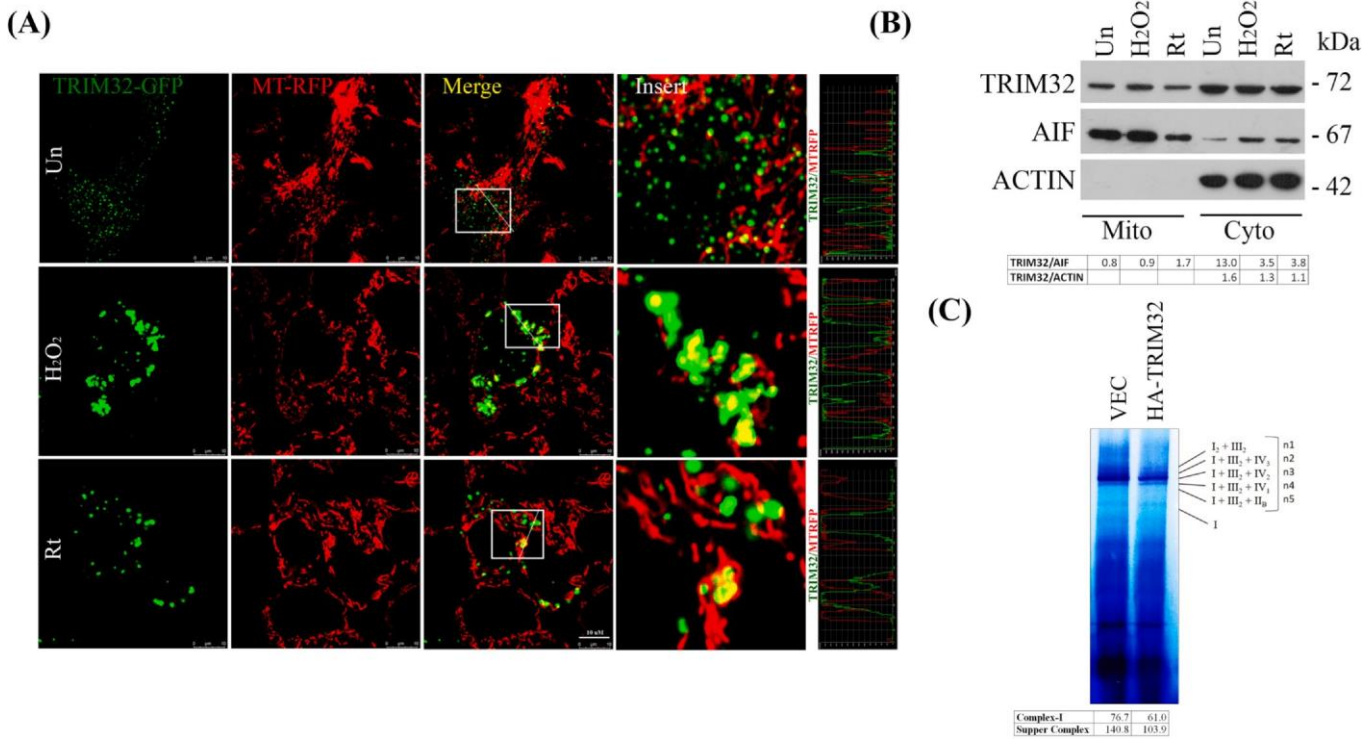 (A)
TRIM32-GFP MT-RFP Merge Insert
Un
H2O2
Rt
TRIM32/MTRFP
TRIM32/MTRFP
TRIM32/MTRFP
10 uM
(B)
Un H2O2 Rt Un H2O2 Rt kDa
TRIM32 - 72
AIF - 67
ACTIN - 42
Mito Cyto
TRIM32/AIF 0.8 0.9 1.7 13.0 3.5 3.8
TRIM32/ACTIN 1.6 1.3 1.1
(C)
VEC HA-TRIM32
I2 + III2 n1
I + III2 + IV3 n2
I + III2 + IV2 n3
I + III2 + IV1 n4
I + III2 + IIB n5
I
Complex-I 76.7 61.0
Supper Complex 140.8 103.9